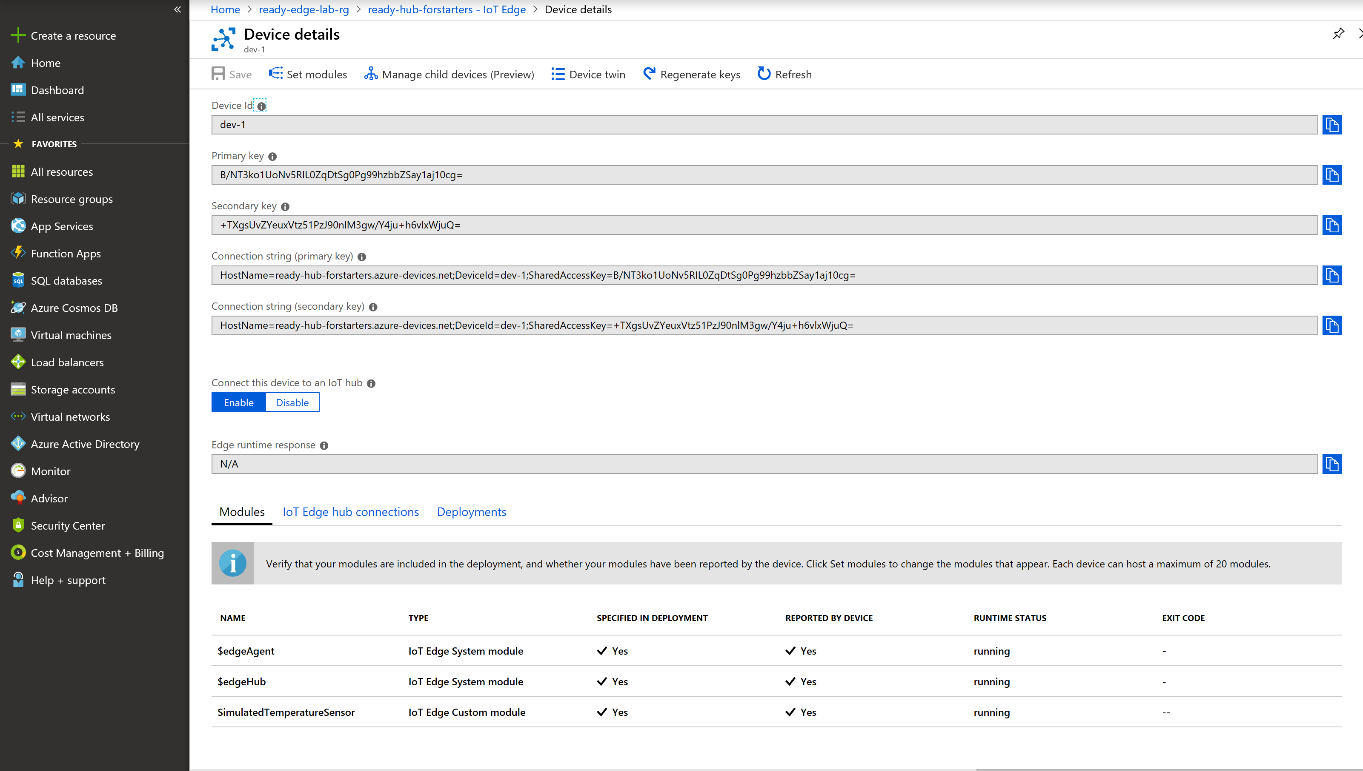 Home > ready-edge-lab-rg > ready-hub-forstarters - IoT Edge > Device details
Device details
dev-1
Save Set modules Manage child devices (Preview) Device twin Regenerate keys Refresh
Create a resource
Home
Dashboard
All services
FAVORITES
All resources
Resource groups
App Services
Function Apps
SQL databases
Azure Cosmos DB
Virtual machines
Load balancers
Storage accounts
Virtual networks
Azure Active Directory
Monitor
Advisor
Security Center
Cost Management + Billing
Help + support
Device Id
dev-1
Primary key
B/NT3ko1UoNv5RIL0ZqDtSg0Pg99hzbbZSay1aj10cg=
Secondary key
+TXgsUvZYeuxVtz51PzJ90nlM3gw/Y4ju+h6vlxWjuQ=
Connection string (primary key)
HostName=ready-hub-forstarters.azure-devices.net;DeviceId=dev-1;SharedAccessKey=B/NT3ko1UoNv5RIL0ZqDtSg0Pg99hzbbZSay1aj10cg=
Connection string (secondary key)
HostName=ready-hub-forstarters.azure-devices.net;DeviceId=dev-1;SharedAccessKey=+TXgsUvZYeuxVtz51PzJ90nlM3gw/Y4ju+h6vlxWjuQ=
Connect this device to an IoT hub
Enable Disable
Edge runtime response
N/A
Modules IoT Edge hub connections Deployments
Verify that your modules are included in the deployment, and whether your modules have been reported by the device. Click Set modules to change the modules that appear. Each device can host a maximum of 20 modules.
NAME TYPE SPECIFIED IN DEPLOYMENT REPORTED BY DEVICE RUNTIME STATUS EXIT CODE
$edgeAgent IoT Edge System module Yes Yes running -
$edgeHub IoT Edge System module Yes Yes running -
SimulatedTemperatureSensor IoT Edge Custom module Yes Yes running --